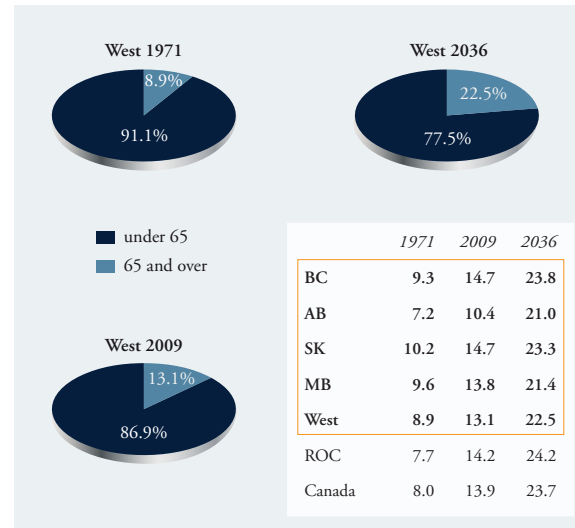 West 1971
8.9%
91.1%
West 2036
22.5%
77.5%
under 65
65 and over
West 2009
13.1%
86.9%
1971 2009 2036
BC 9.3 14.7 23.8
AB 7.2 10.4 21.0
SK 10.2 14.7 23.3
MB 9.6 13.8 21.4
West 8.9 13.1 22.5
ROC 7.7 14.2 24.2
Canada 8.0 13.9 23.7